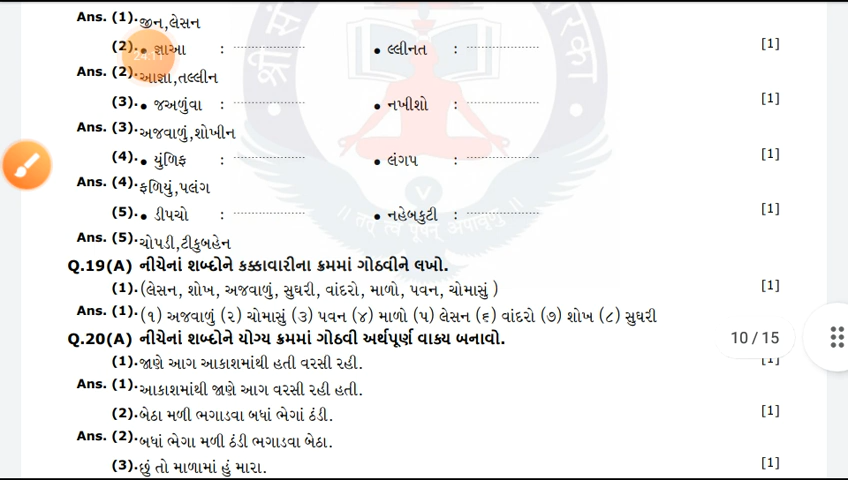 Ans. (1). જીન,લેસન
(2). • જ્ઞાઆ : • લ્લીનત : [1]
24:11
Ans. (2). આજ્ઞા,તલ્લીન
(3). • જઅળુંવા : • નખીશો : [1]
Ans. (3). અજવાળું,શોખીન
(4). • યુંળિફ : • લંગપ : [1]
Ans. (4). ફળિયું,પલંગ
(5). • ડીપચો : • નહેબકુટી : [1]
Ans. (5). ચોપડી,ટીકુબહેન
Q.19(A) નીચેનાં શબ્દોને કક્કાવારીના ક્રમમાં ગોઠવીને લખો.
(1). (લેસન, શોખ, અજવાળું, સુઘરી, વાંદરો, માળો, પવન, ચોમાસું ) [1]
Ans. (1). (૧) અજવાળું (૨) ચોમાસું (૩) પવન (૪) માળો (૫) લેસન (૬) વાંદરો (૭) શોખ (૮) સુઘરી
Q.20(A) નીચેનાં શબ્દોને યોગ્ય ક્રમમાં ગોઠવી અર્થપૂર્ણ વાક્ય બનાવો.
10 / 15
(1). જાણે આગ આકાશમાંથી હતી વરસી રહી. [1]
Ans. (1). આકાશમાંથી જાણે આગ વરસી રહી હતી.
(2). બેઠા મળી ભગાડવા બધાં ભેગાં ઠંડી. [1]
Ans. (2). બધાં ભેગા મળી ઠંડી ભગાડવા બેઠા.
(3). છું તો માળામાં હું મારા. [1]